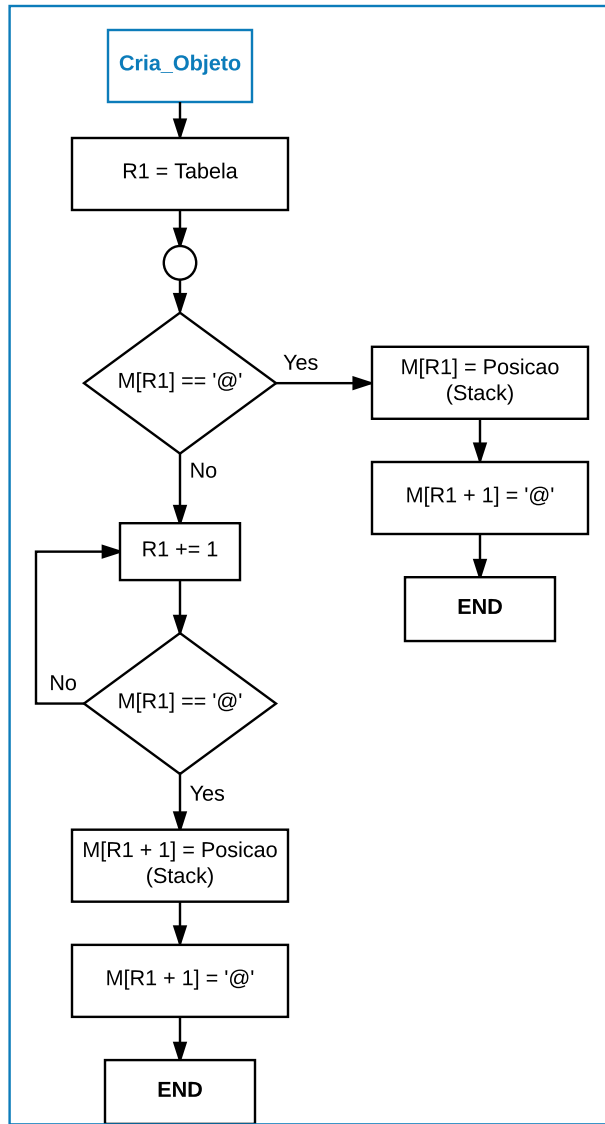 Cria_Objeto
R1 = Tabela
M[R1] == '@'
Yes
M[R1] = Posicao
(Stack)
M[R1 + 1] = '@'
END
No
R1 += 1
M[R1] == '@'
No
Yes
M[R1 + 1] = Posicao
(Stack)
M[R1 + 1] = '@'
END